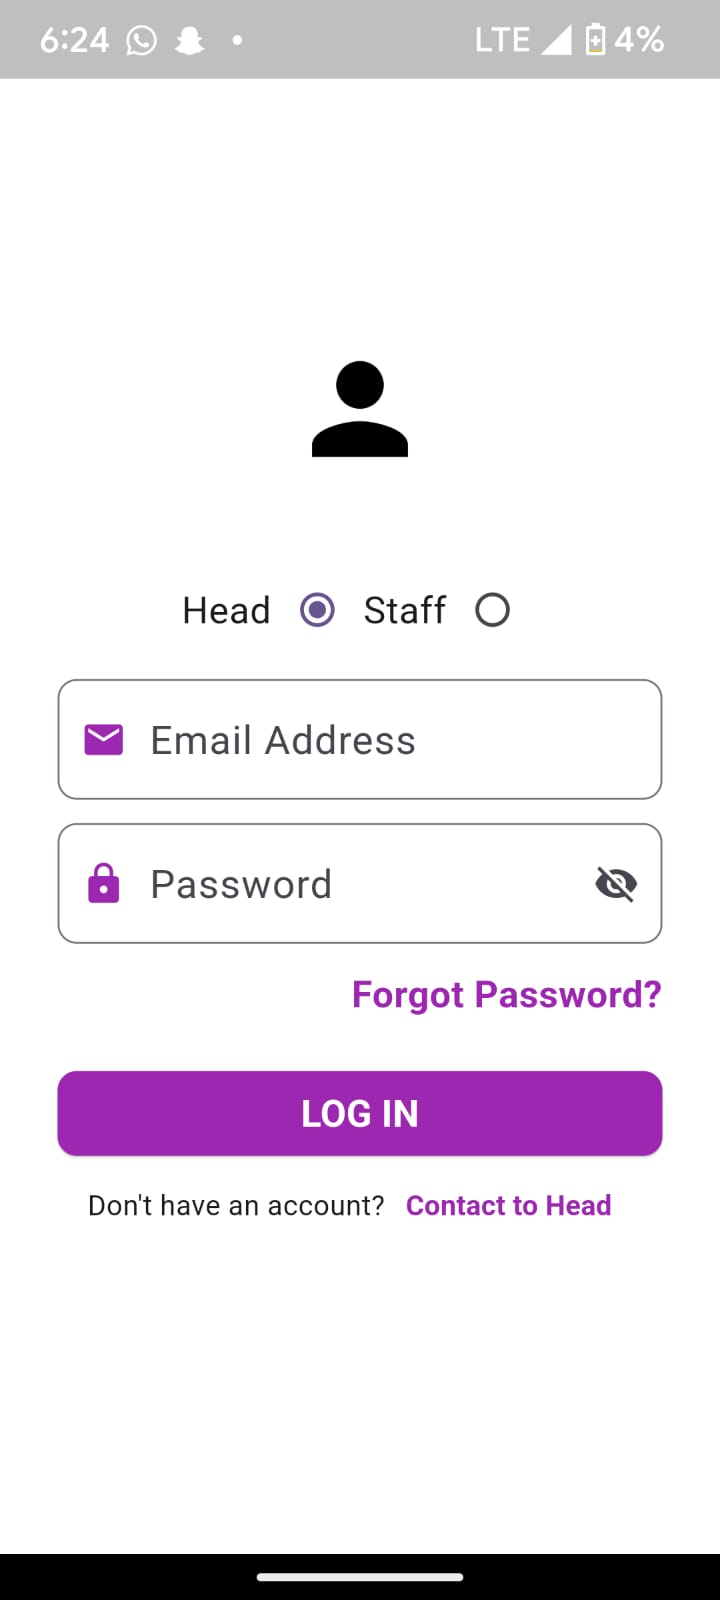 6:24 LTE 4%
Head Staff
Email Address
Password
Forgot Password?
LOG IN
Don't have an account? Contact to Head